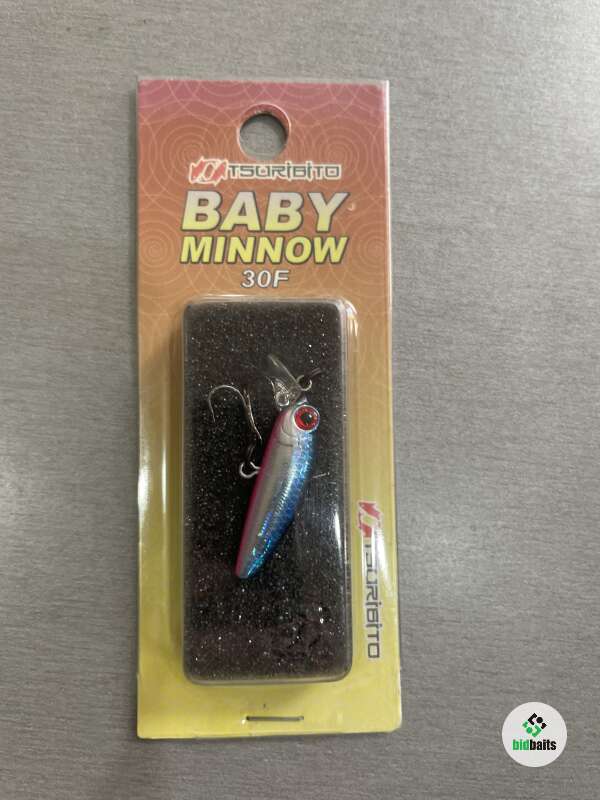 TSURIBITO
BABY
MINNOW
30F
TSURIBITO
bidbaits